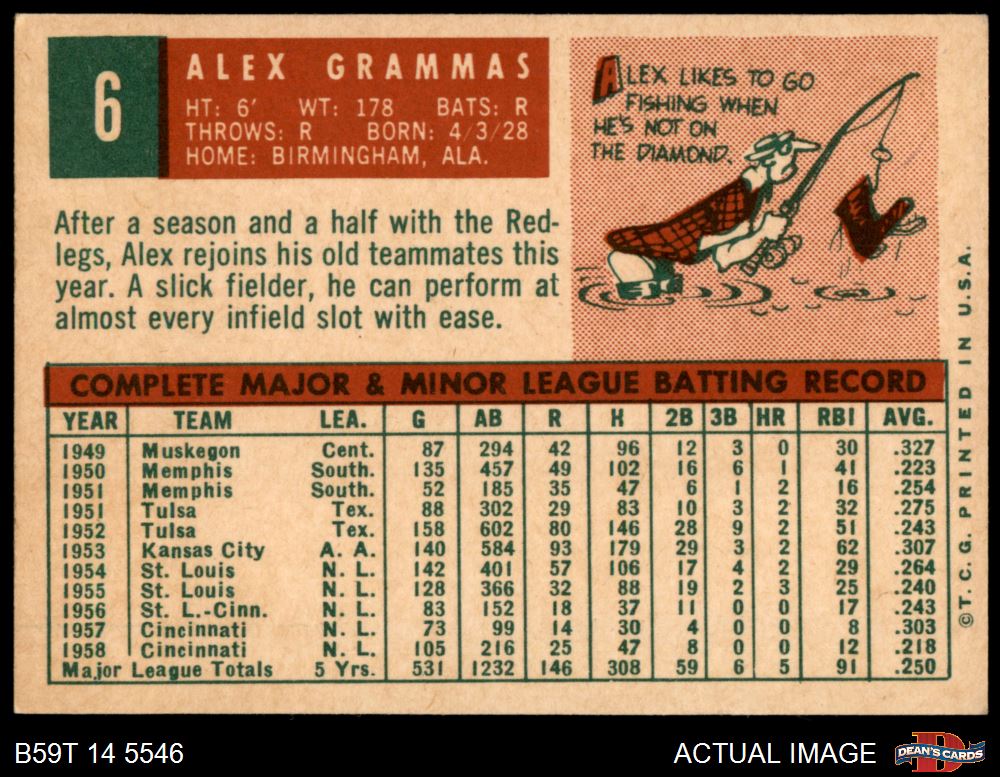 6
ALEX GRAMMAS
HT: 6' WT: 178 BATS: R
THROWS: R BORN: 4/3/28
HOME: BIRMINGHAM, ALA.
ALEX LIKES TO GO
FISHING WHEN
HE'S NOT ON
THE DIAMOND.
After a season and a half with the Red-
legs, Alex rejoins his old teammates this
year. A slick fielder, he can perform at
almost every infield slot with ease.
COMPLETE MAJOR & MINOR LEAGUE BATTING RECORD
YEAR TEAM LEA. G AB R H 2B 3B HR RBI AVG.
1949 Muskegon Cent. 87 294 42 96 12 3 0 30 .327
1950 Memphis South. 135 457 49 102 16 6 1 41 .223
1951 Memphis South. 52 185 35 47 6 1 2 16 .254
1951 Tulsa Tex. 88 302 29 83 10 3 2 32 .275
1952 Tulsa Tex. 158 602 80 146 28 9 2 51 .243
1953 Kansas City A. A. 140 584 93 179 29 3 2 62 .307
1954 St. Louis N. L. 142 401 57 106 17 4 2 29 .264
1955 St. Louis N. L. 128 366 32 88 19 2 3 25 .240
1956 St. L.-Cinn. N. L. 83 152 18 37 11 0 0 17 .243
1957 Cincinnati N. L. 73 99 14 30 4 0 0 8 .303
1958 Cincinnati N. L. 105 216 25 47 8 0 0 12 .218
Major League Totals 5 Yrs. 531 1232 146 308 59 6 5 91 .250
©T. C. G. PRINTED IN U.S.A.
B59T 14 5546
ACTUAL IMAGE
DEAN'S CARDS